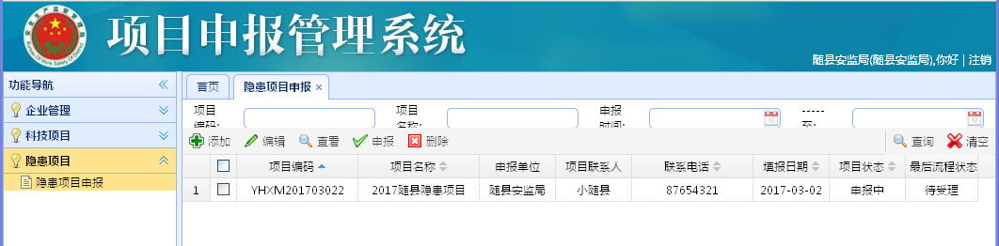 项目申报管理系统
随县安监局(随县安监局),你好 | 注销
功能导航
首页
隐患项目申报 ×
企业管理
科技项目
隐患项目
隐患项目申报
项目编码:
项目名称:
申报时间:
-----至:
添加 编辑 查看 申报 删除 查询 清空
项目编码 项目名称 申报单位 项目联系人 联系电话 填报日期 项目状态 最后流程状态
1 YHXM201703022 2017随县隐患项目 随县安监局 小随县 87654321 2017-03-02 申报中 待受理